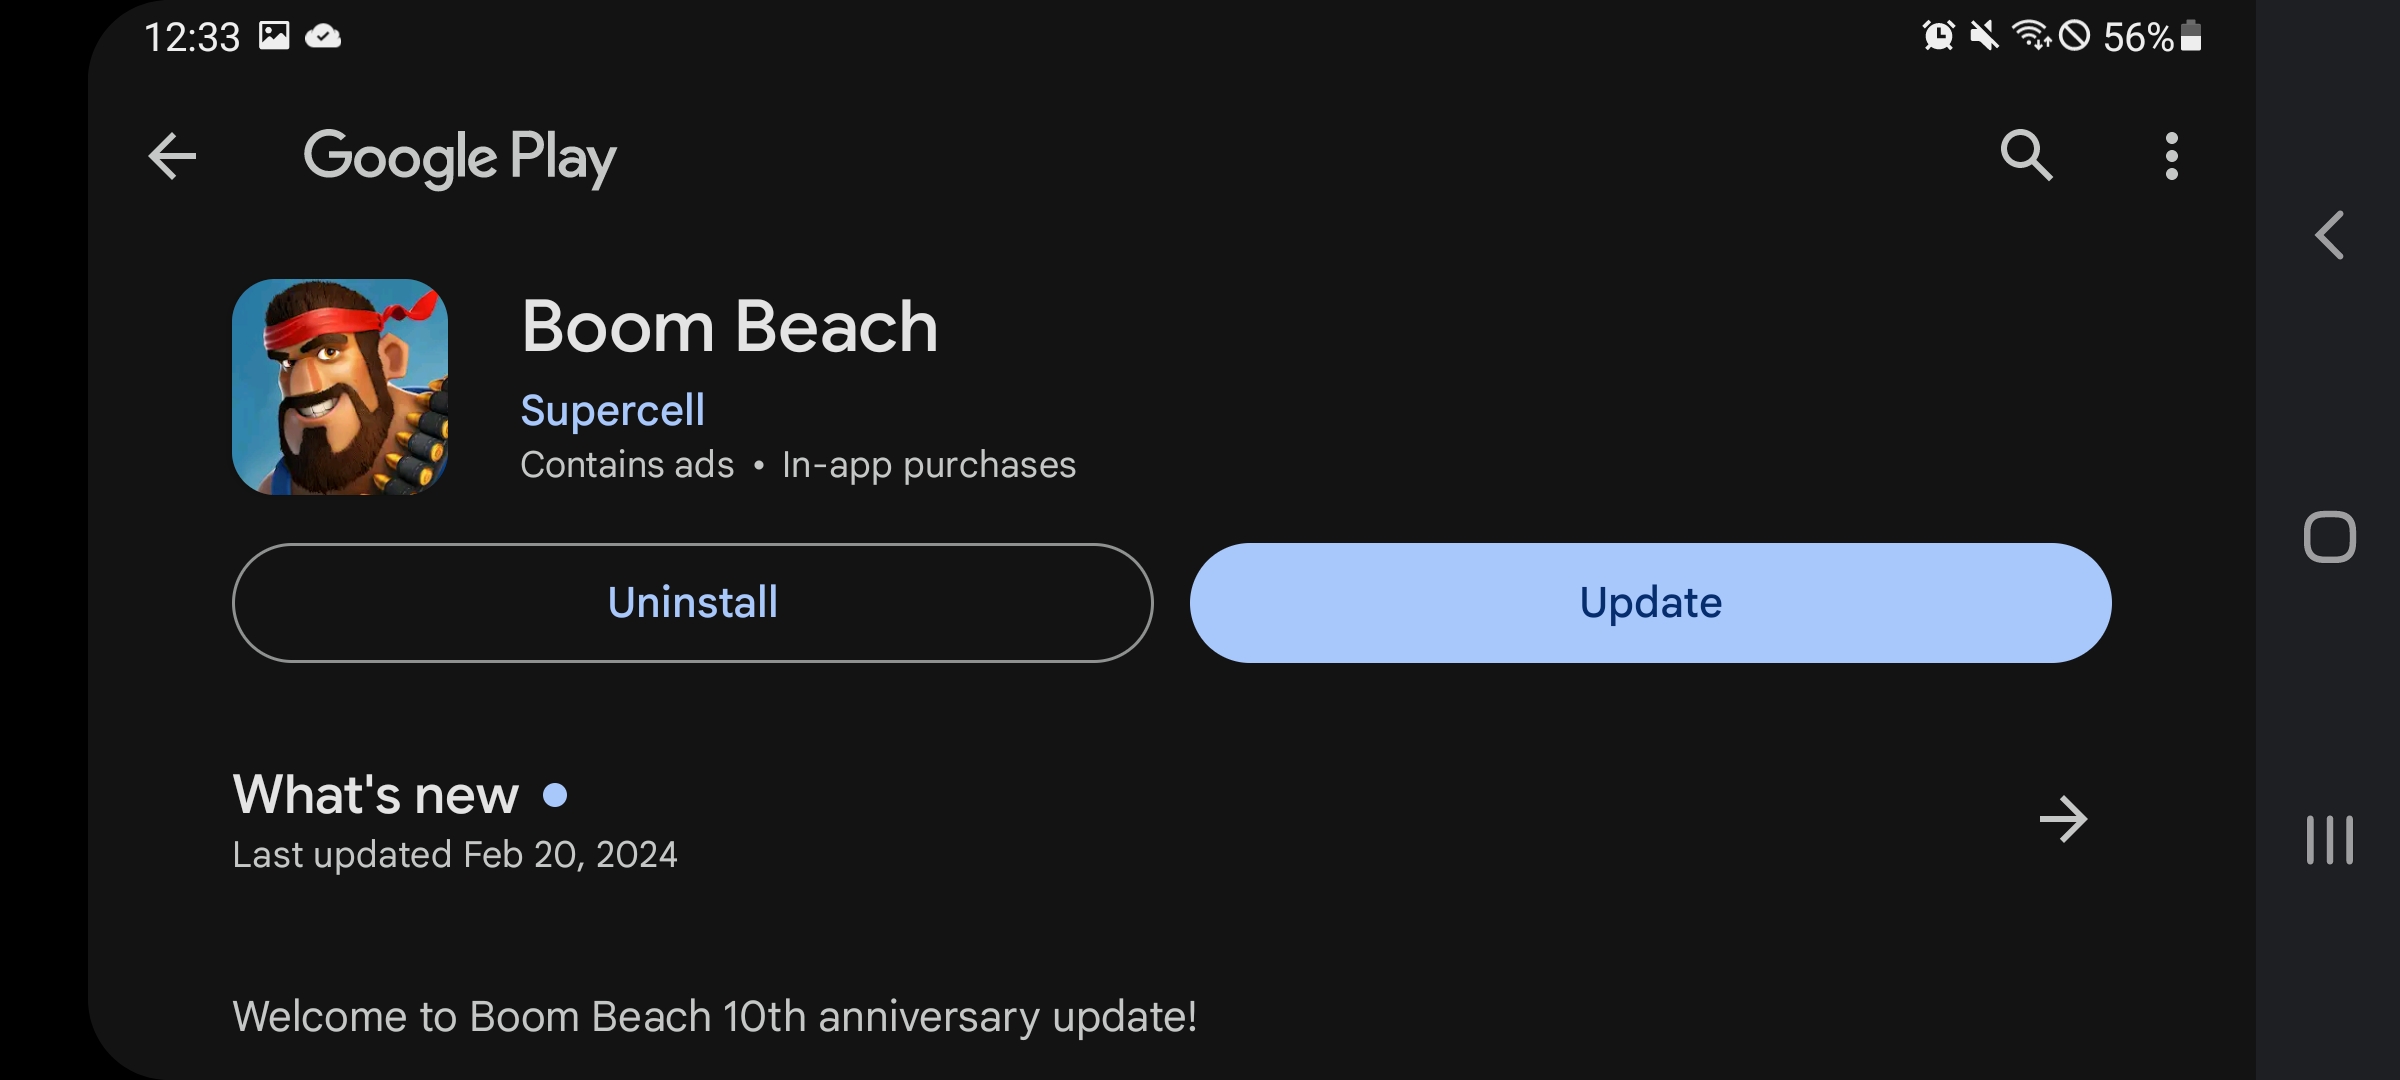 12:33
56%
Google Play
Boom Beach
Supercell
Contains ads • In-app purchases
Uninstall
Update
What's new
Last updated Feb 20, 2024
Welcome to Boom Beach 10th anniversary update!